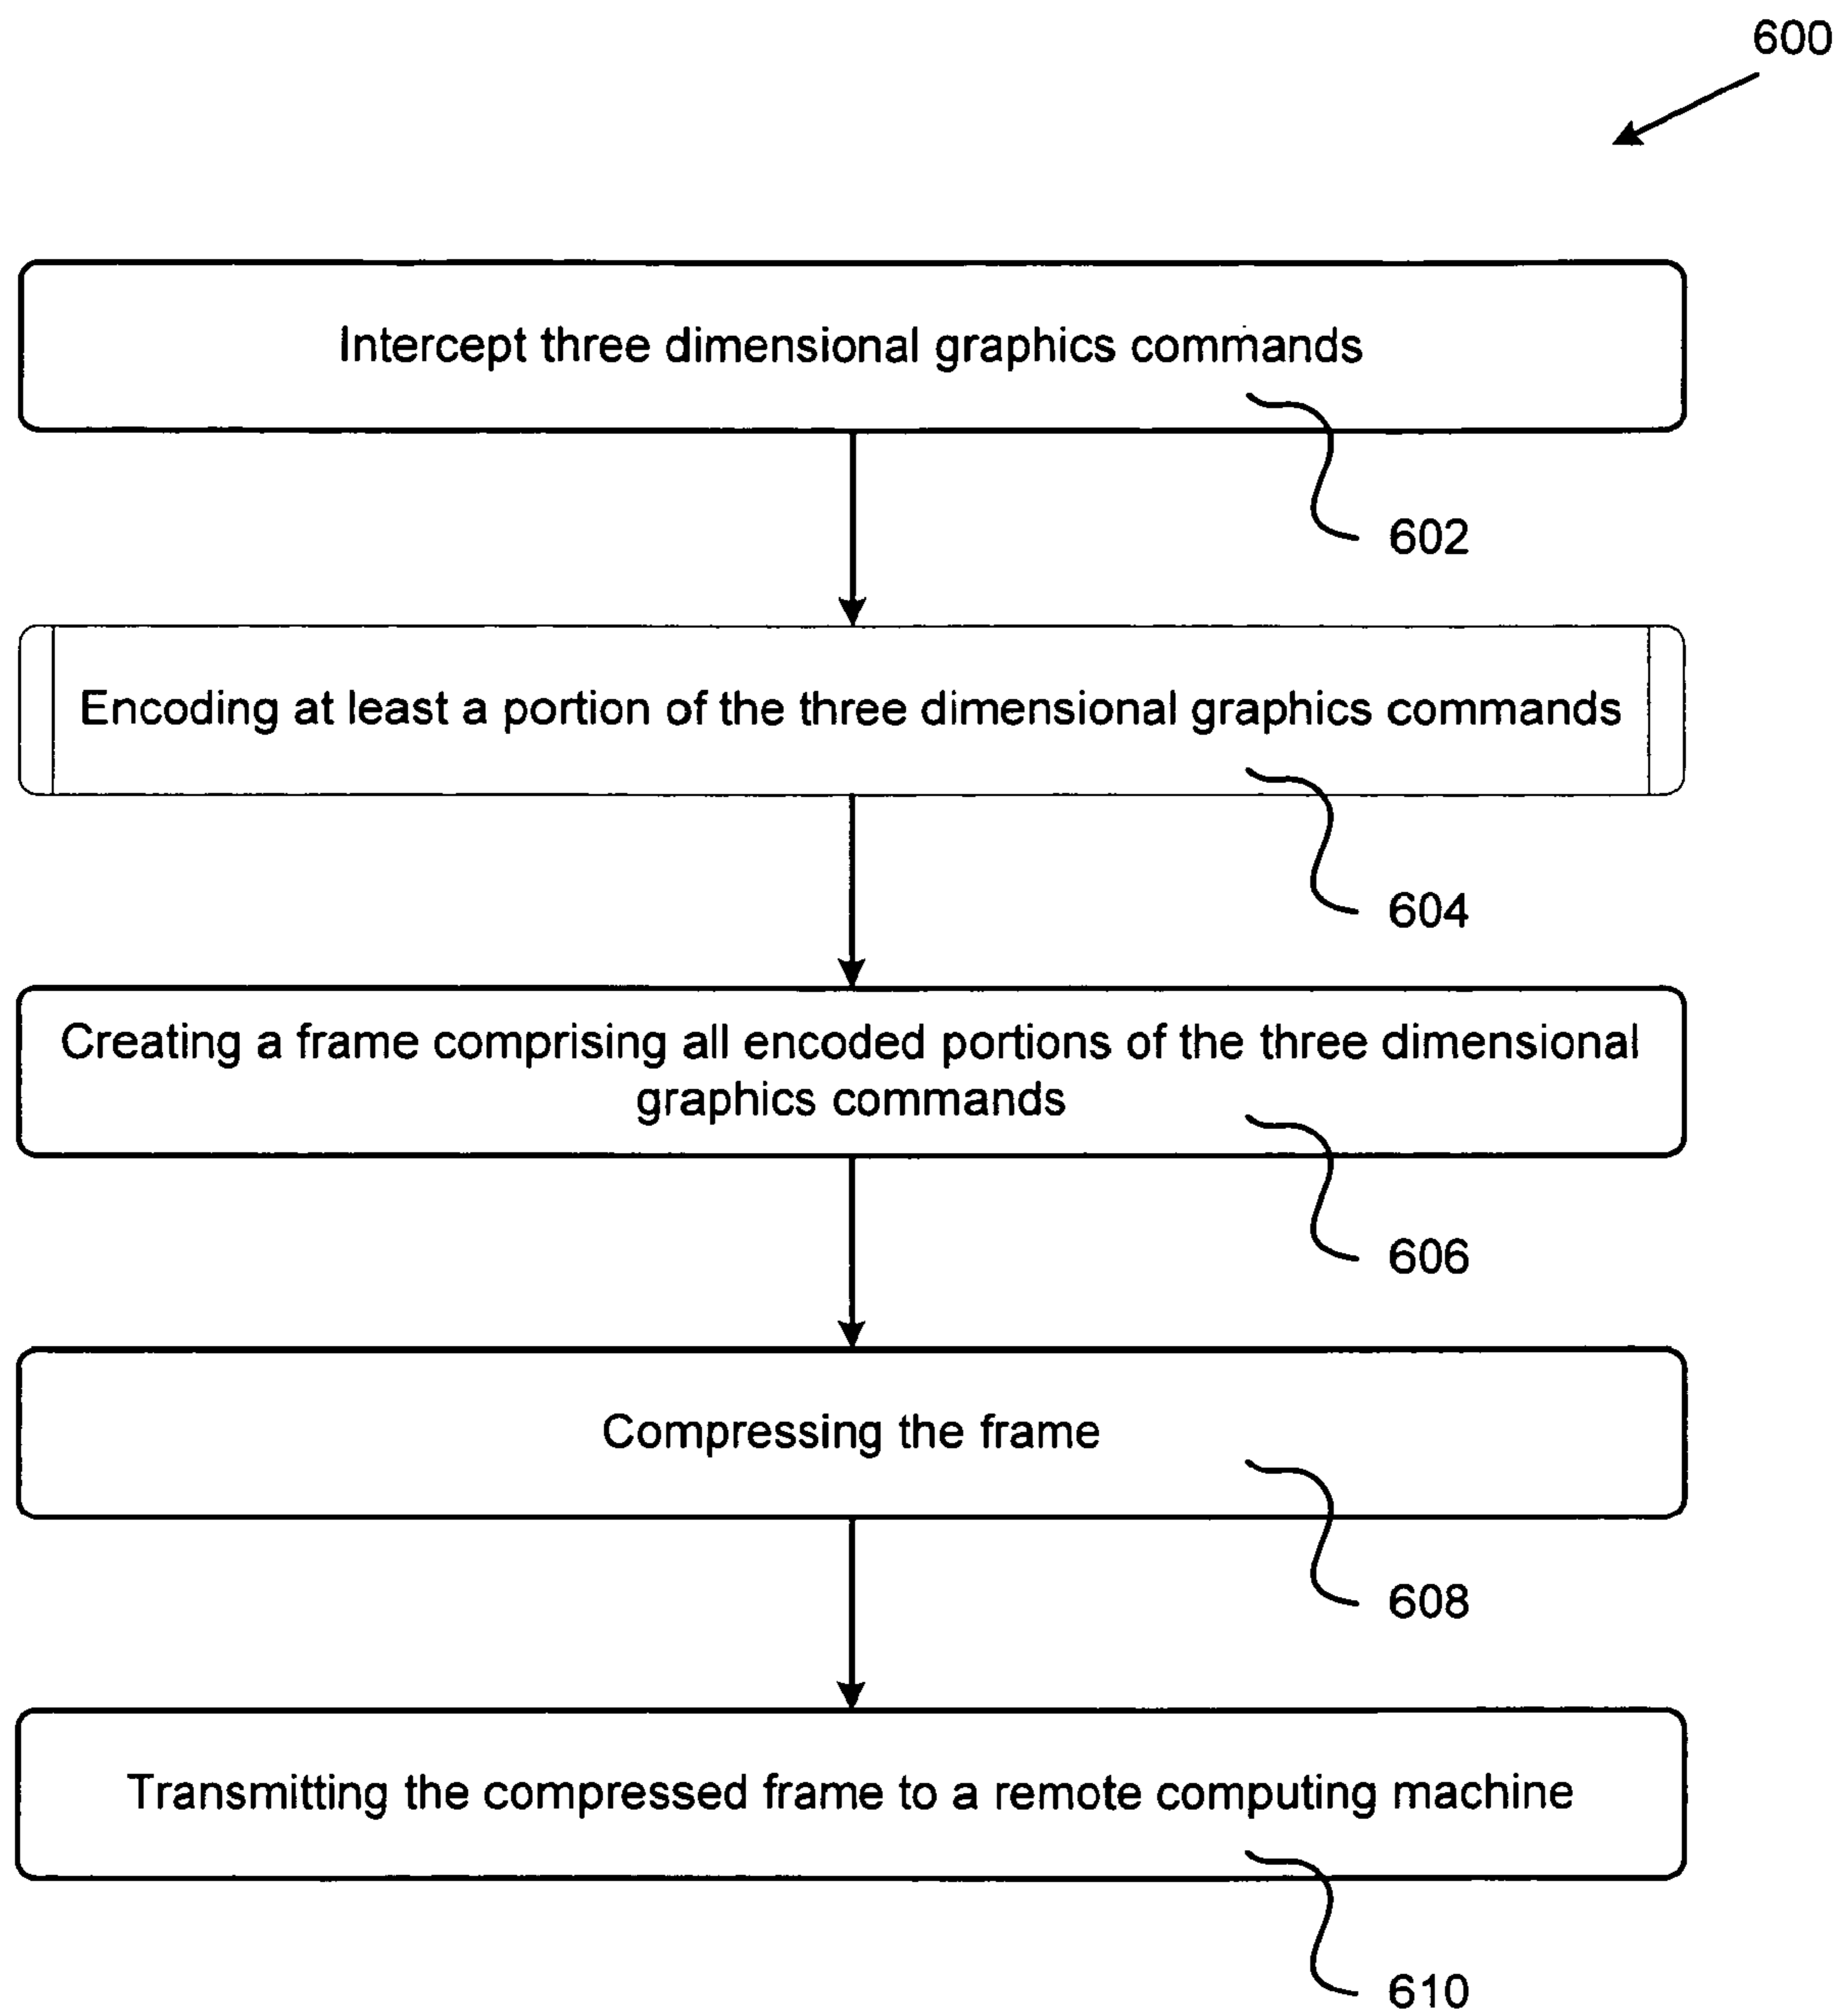 600
Intercept three dimensional graphics commands
602
Encoding at least a portion of the three dimensional graphics commands
604
Creating a frame comprising all encoded portions of the three dimensional
graphics commands
606
Compressing the frame
608
Transmitting the compressed frame to a remote computing machine
610